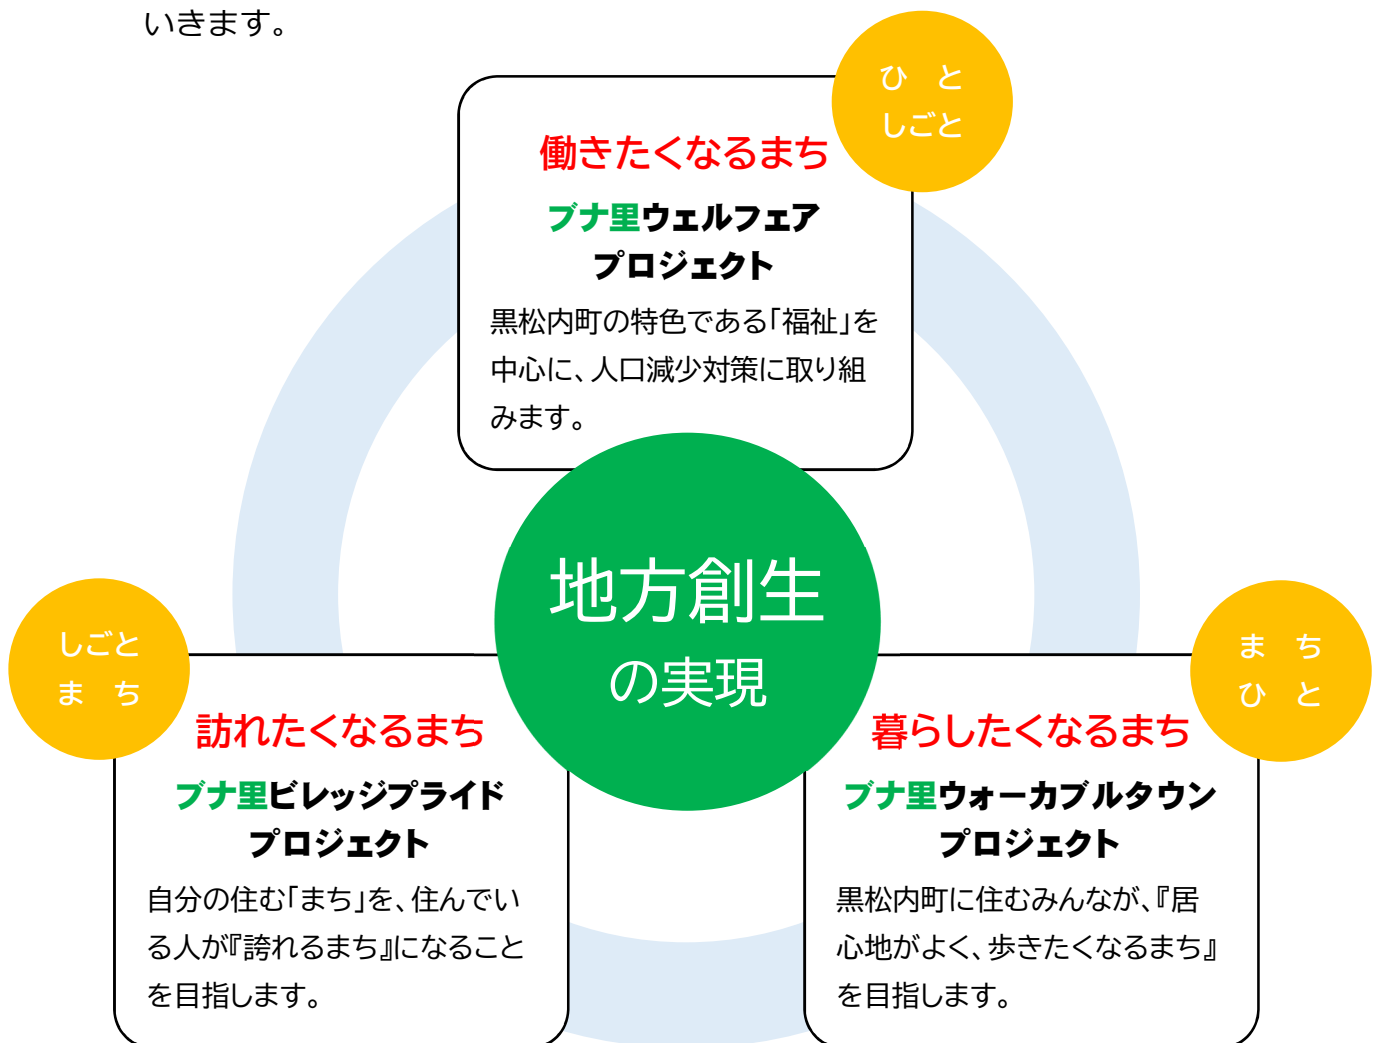 いきます。
ひ と
しごと
働きたくなるまち
ブナ里ウェルフェア
プロジェクト
黒松内町の特色である「福祉」を
中心に、人口減少対策に取り組
みます。
地方創生
の実現
しごと
ま ち
訪れたくなるまち
ブナ里ビレッジプライド
プロジェクト
自分の住む「まち」を、住んでい
る人が『誇れるまち』になること
を目指します。
ま ち
ひ と
暮らしたくなるまち
ブナ里ウォーカブルタウン
プロジェクト
黒松内町に住むみんなが、『居
心地がよく、歩きたくなるまち』
を目指します。